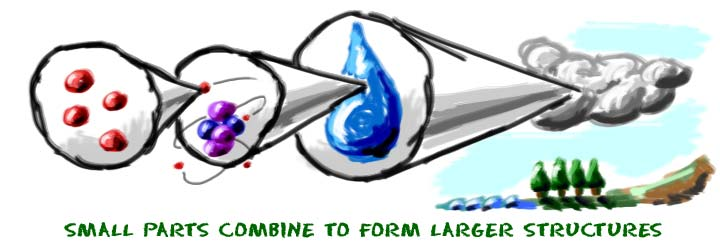 SMALL PARTS COMBINE TO FORM LARGER STRUCTURES